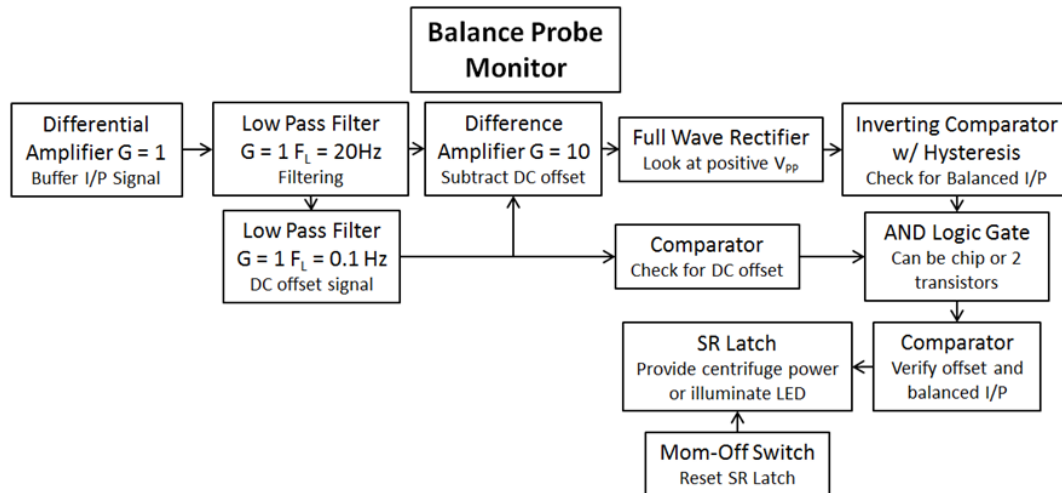 Balance Probe
Monitor
Differential
Amplifier G = 1
Buffer I/P Signal
Low Pass Filter
G = 1 F_L = 20Hz
Filtering
Difference
Amplifier G = 10
Subtract DC offset
Full Wave Rectifier
Look at positive V_pp
Inverting Comparator
w/ Hysteresis
Check for Balanced I/P
Low Pass Filter
G = 1 F_L = 0.1 Hz
DC offset signal
Comparator
Check for DC offset
AND Logic Gate
Can be chip or 2
transistors
SR Latch
Provide centrifuge power
or illuminate LED
Comparator
Verify offset and
balanced I/P
Mom-Off Switch
Reset SR Latch